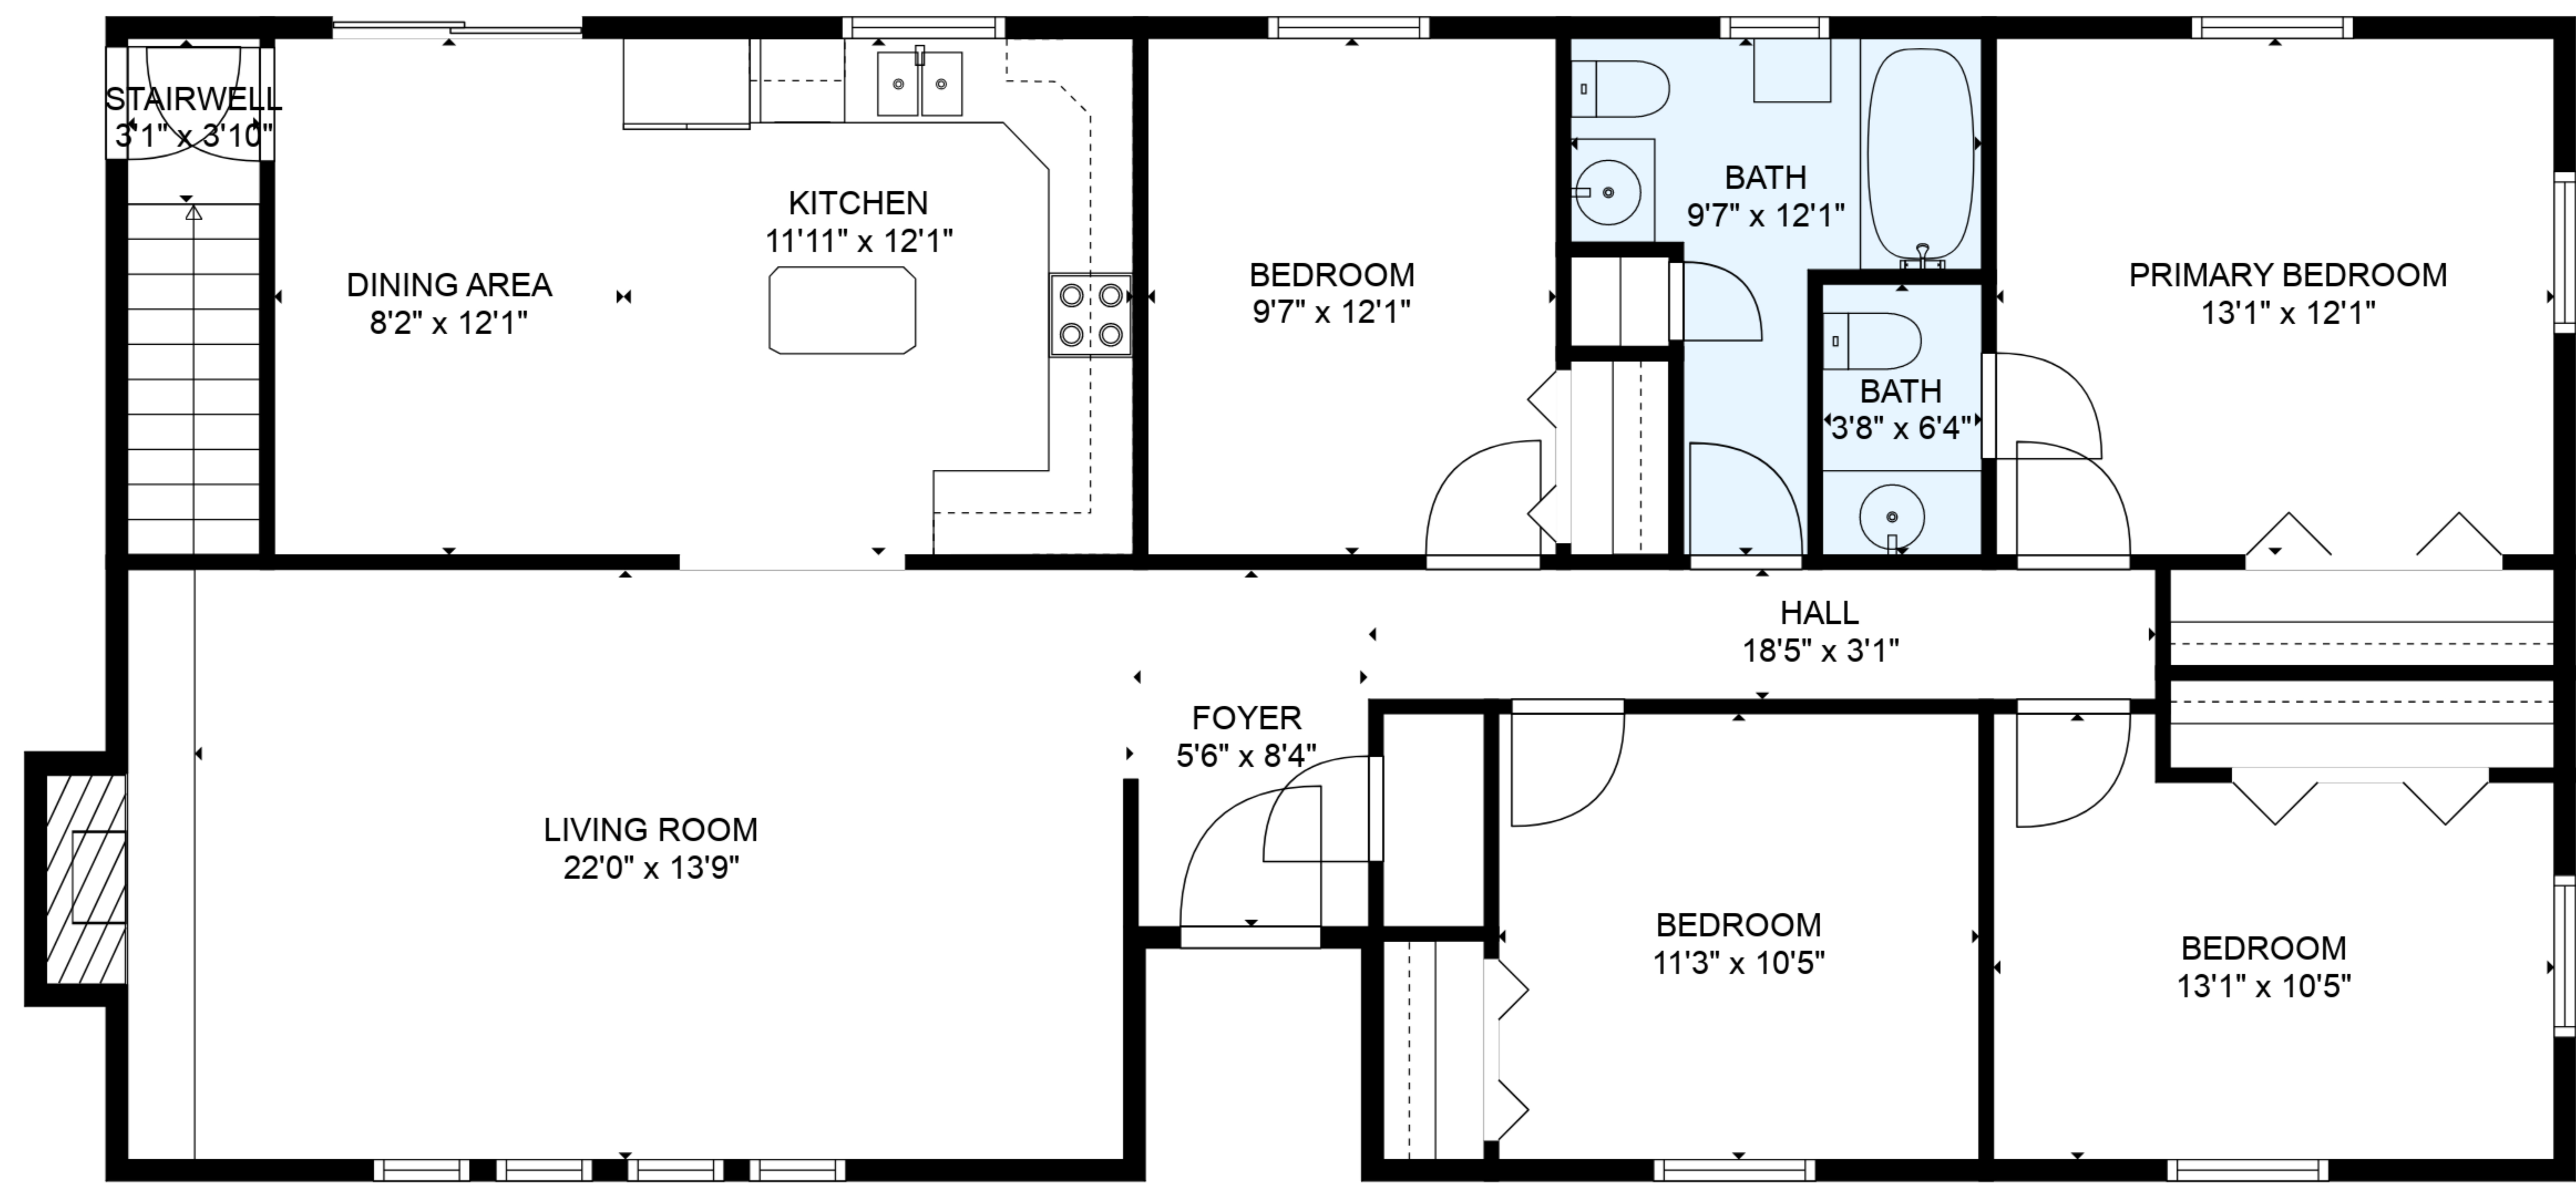 STAIRWELL
3'1" x 3'10"
DINING AREA
8'2" x 12'1"
KITCHEN
11'11" x 12'1"
BEDROOM
9'7" x 12'1"
BATH
9'7" x 12'1"
BATH
3'8" x 6'4"
PRIMARY BEDROOM
13'1" x 12'1"
HALL
18'5" x 3'1"
FOYER
5'6" x 8'4"
LIVING ROOM
22'0" x 13'9"
BEDROOM
11'3" x 10'5"
BEDROOM
13'1" x 10'5"